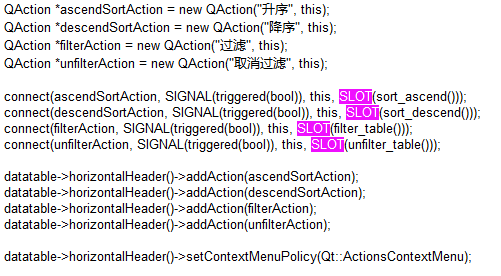 QAction *ascendSortAction = new QAction("升序", this);
QAction *descendSortAction = new QAction("降序", this);
QAction *filterAction = new QAction("过滤", this);
QAction *unfilterAction = new QAction("取消过滤", this);
connect(ascendSortAction, SIGNAL(triggered(bool)), this, SLOT(sort_ascend()));
connect(descendSortAction, SIGNAL(triggered(bool)), this, SLOT(sort_descend()));
connect(filterAction, SIGNAL(triggered(bool)), this, SLOT(filter_table()));
connect(unfilterAction, SIGNAL(triggered(bool)), this, SLOT(unfilter_table()));
datatable->horizontalHeader()->addAction(ascendSortAction);
datatable->horizontalHeader()->addAction(descendSortAction);
datatable->horizontalHeader()->addAction(filterAction);
datatable->horizontalHeader()->addAction(unfilterAction);
datatable->horizontalHeader()->setContextMenuPolicy(Qt::ActionsContextMenu);